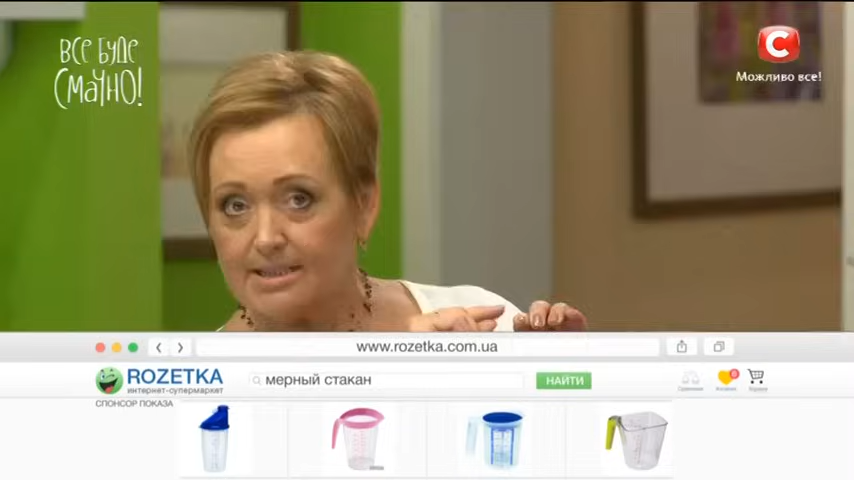 ВСЕ БУДЕ
СМАЧНО!
С
Можливо все!
www.rozetka.com.ua
ROZETKA
интернет-супермаркет
мерный стакан
НАЙТИ
СПОНСОР ПОКАЗА